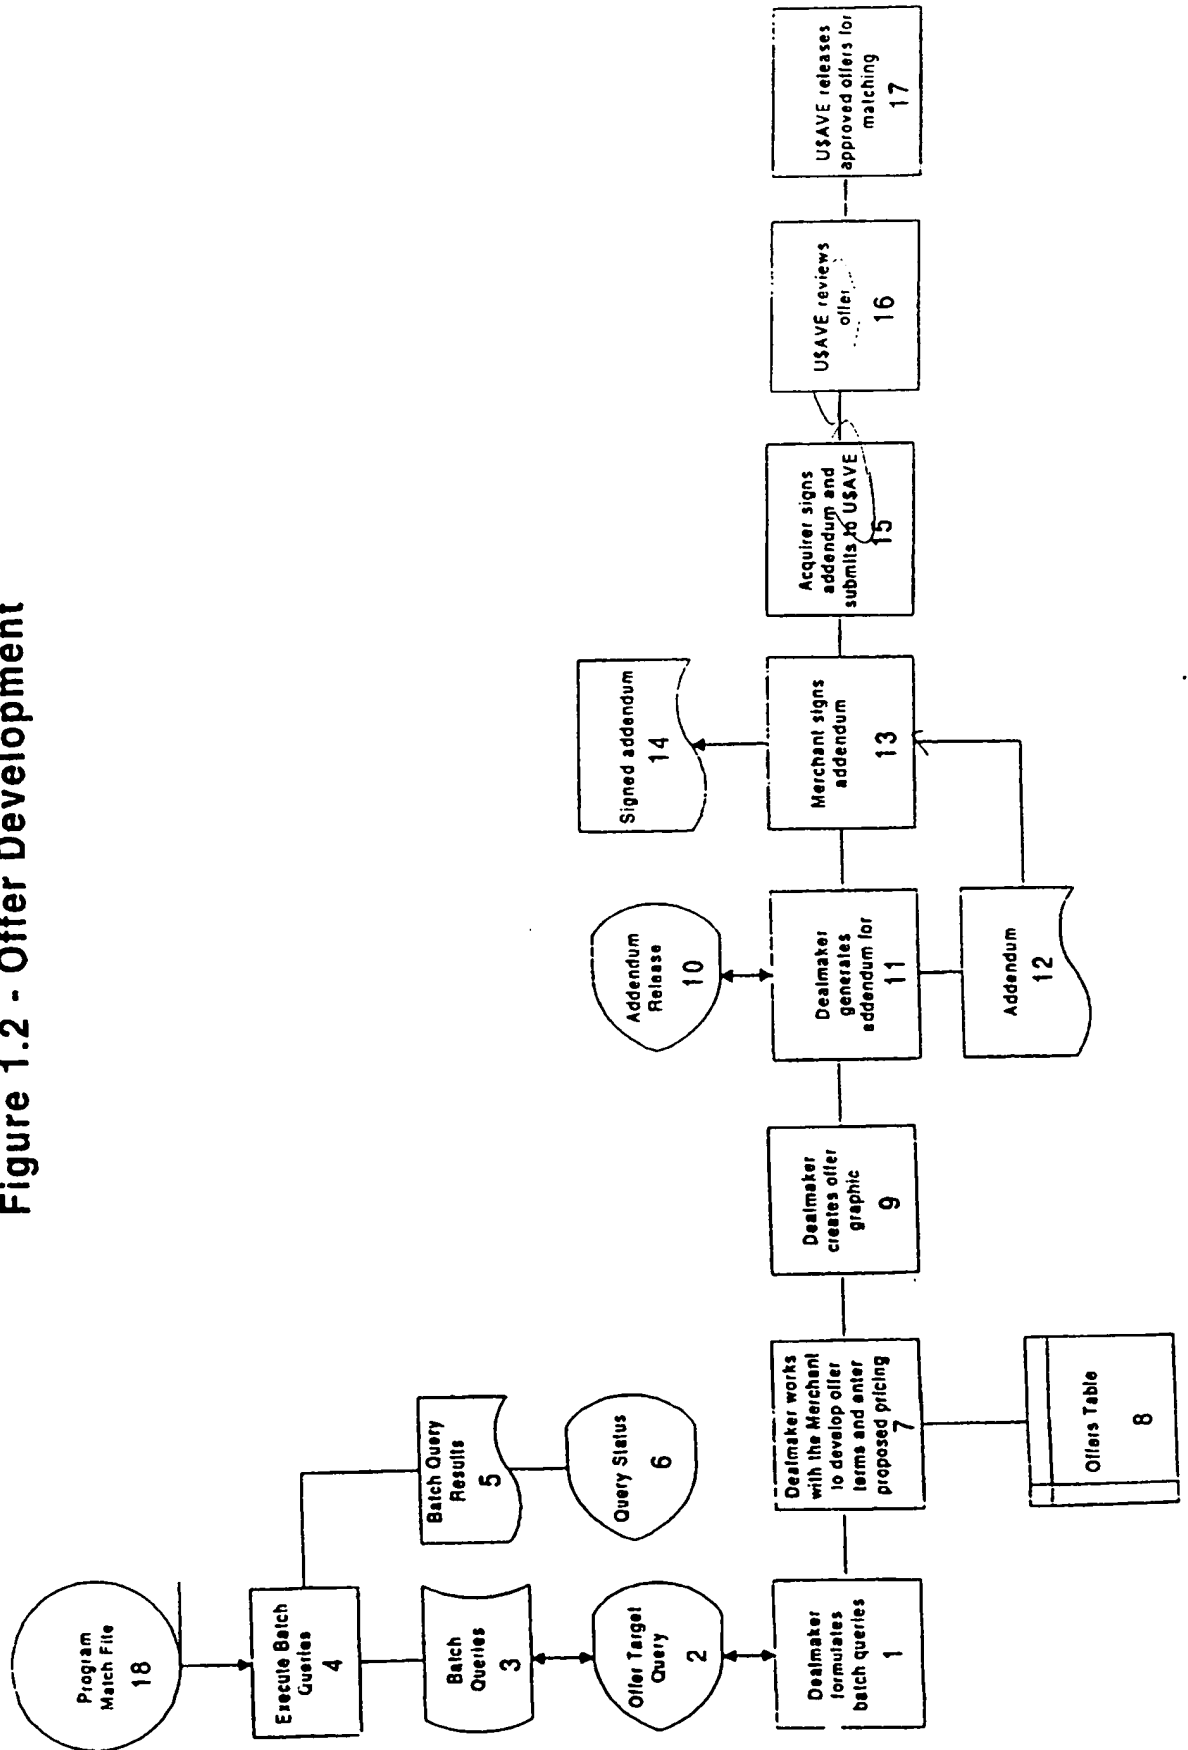 Figure 1.2 - Offer Development
Program
Match File
18
Execute Batch
Queries
4
Batch
Queries
3
Offer Target
Query
2
Dealmaker
formulates
batch queries
1
Batch Query
Results
5
Query Status
6
Dealmaker works
with the Merchant
to develop offer
terms and enter
proposed pricing
7
Offers Table
8
Dealmaker
creates offer
graphic
9
Addendum
Release
10
Dealmaker
generates
addendum for
11
Addendum
12
Merchant signs
addendum
13
Signed addendum
14
Acquirer signs
addendum and
submits to U$AVE
15
U$AVE reviews
offer
16
U$AVE releases
approved offers for
matching
17